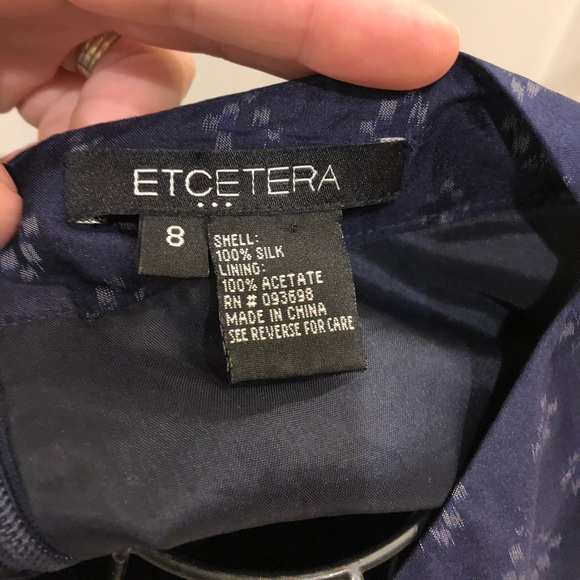 ETCETERA
...
8
SHELL:
100% SILK
LINING:
100% ACETATE
RN # 093698
MADE IN CHINA
SEE REVERSE FOR CARE